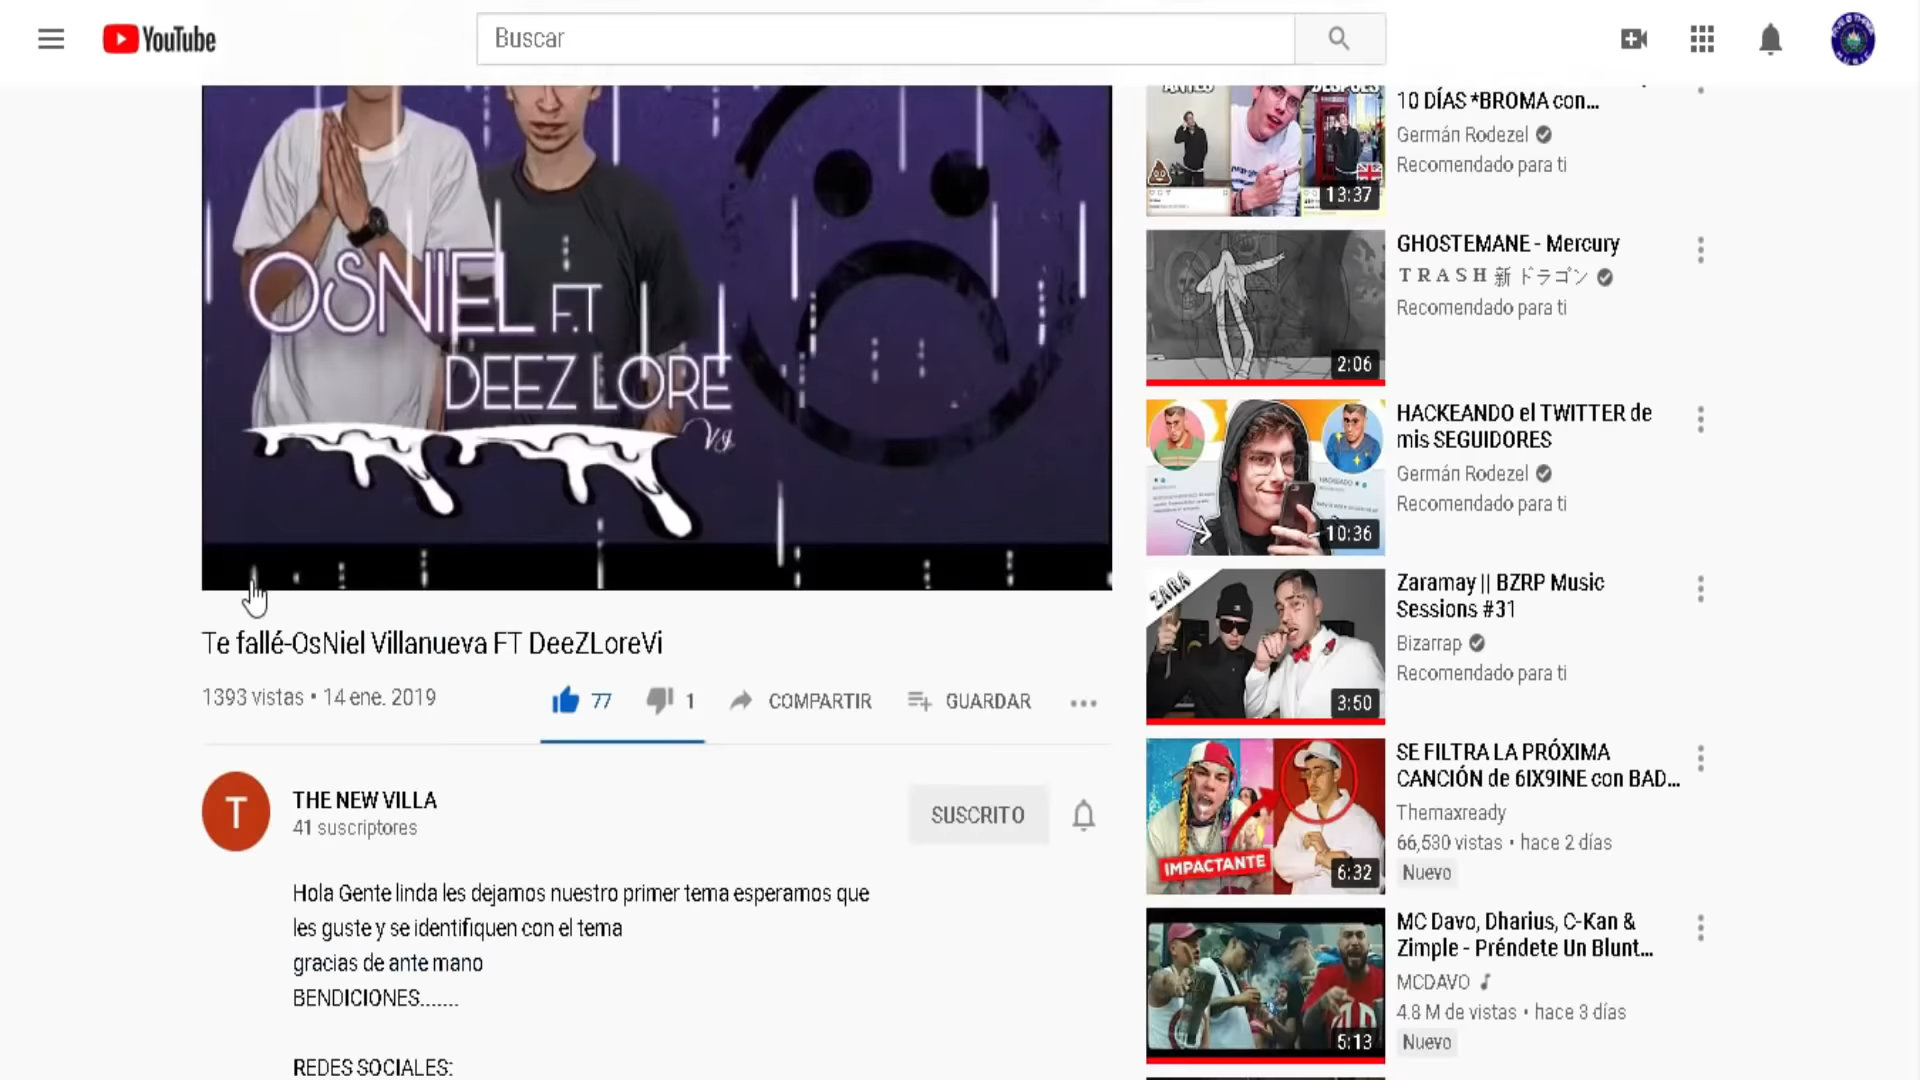 YouTube
Buscar
OSNIEL F.T
DEEZ LORE
VI
Te fallé-OsNiel Villanueva FT DeeZLoreVi
1393 vistas • 14 ene. 2019
77
1
COMPARTIR
GUARDAR
T
THE NEW VILLA
41 suscriptores
SUSCRITO
Hola Gente linda les dejamos nuestro primer tema esperamos que
les guste y se identifiquen con el tema
gracias de ante mano
BENDICIONES.......
REDES SOCIALES:
ANTES
DESPUES
13:37
10 DÍAS *BROMA con...
Germán Rodezel
Recomendado para ti
2:06
GHOSTEMANE - Mercury
T R A S H 新 ドラゴン
Recomendado para ti
HACKEANDO
10:36
HACKEANDO el TWITTER de
mis SEGUIDORES
Germán Rodezel
Recomendado para ti
ZARA
3:50
Zaramay || BZRP Music
Sessions #31
Bizarrap
Recomendado para ti
IMPACTANTE
6:32
SE FILTRA LA PRÓXIMA
CANCIÓN de 6IX9INE con BAD...
Themaxready
66,530 vistas • hace 2 días
Nuevo
5:13
MC Davo, Dharius, C-Kan &
Zimple - Préndete Un Blunt...
MCDAVO
4.8 M de vistas • hace 3 días
Nuevo